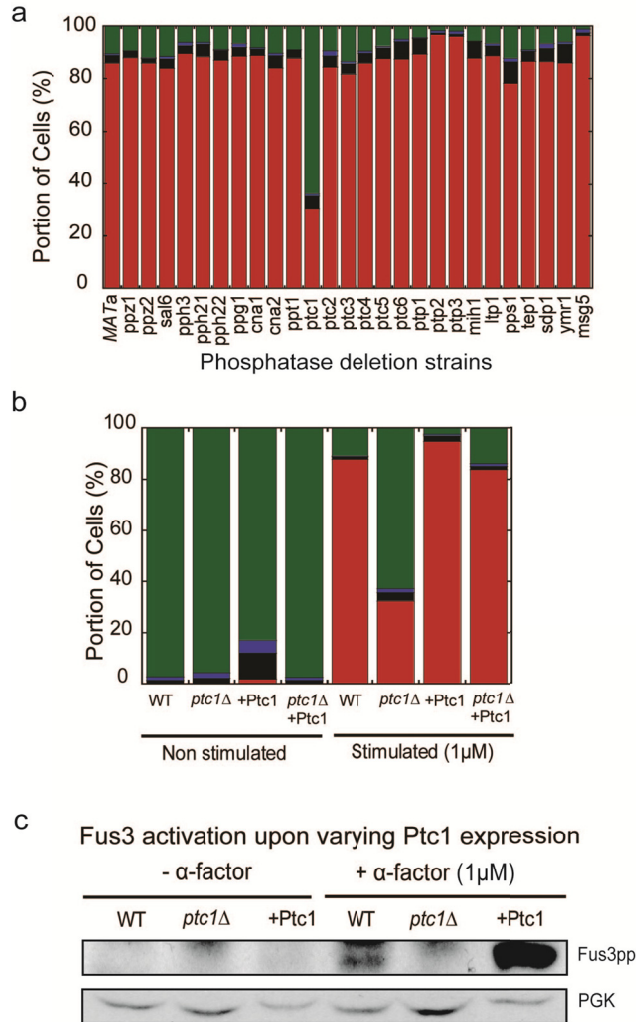 a
Portion of Cells (%)
100
80
60
40
20
0
MATa
ppz1
ppz2
sal6
pph3
pph21
pph22
ppg1
cna1
cna2
ppt1
ptc1
ptc2
ptc3
ptc4
ptc5
ptc6
ptp1
ptp2
ptp3
mih1
ltp1
pps1
tep1
sdp1
ymr1
msg5
Phosphatase deletion strains
b
Portion of Cells (%)
100
80
60
40
20
0
WT ptc1Δ +Ptc1 ptc1Δ +Ptc1 WT ptc1Δ +Ptc1 ptc1Δ +Ptc1
Non stimulated Stimulated (1µM)
c
Fus3 activation upon varying Ptc1 expression
- α-factor + α-factor (1µM)
WT ptc1Δ +Ptc1 WT ptc1Δ +Ptc1
Fus3pp
PGK